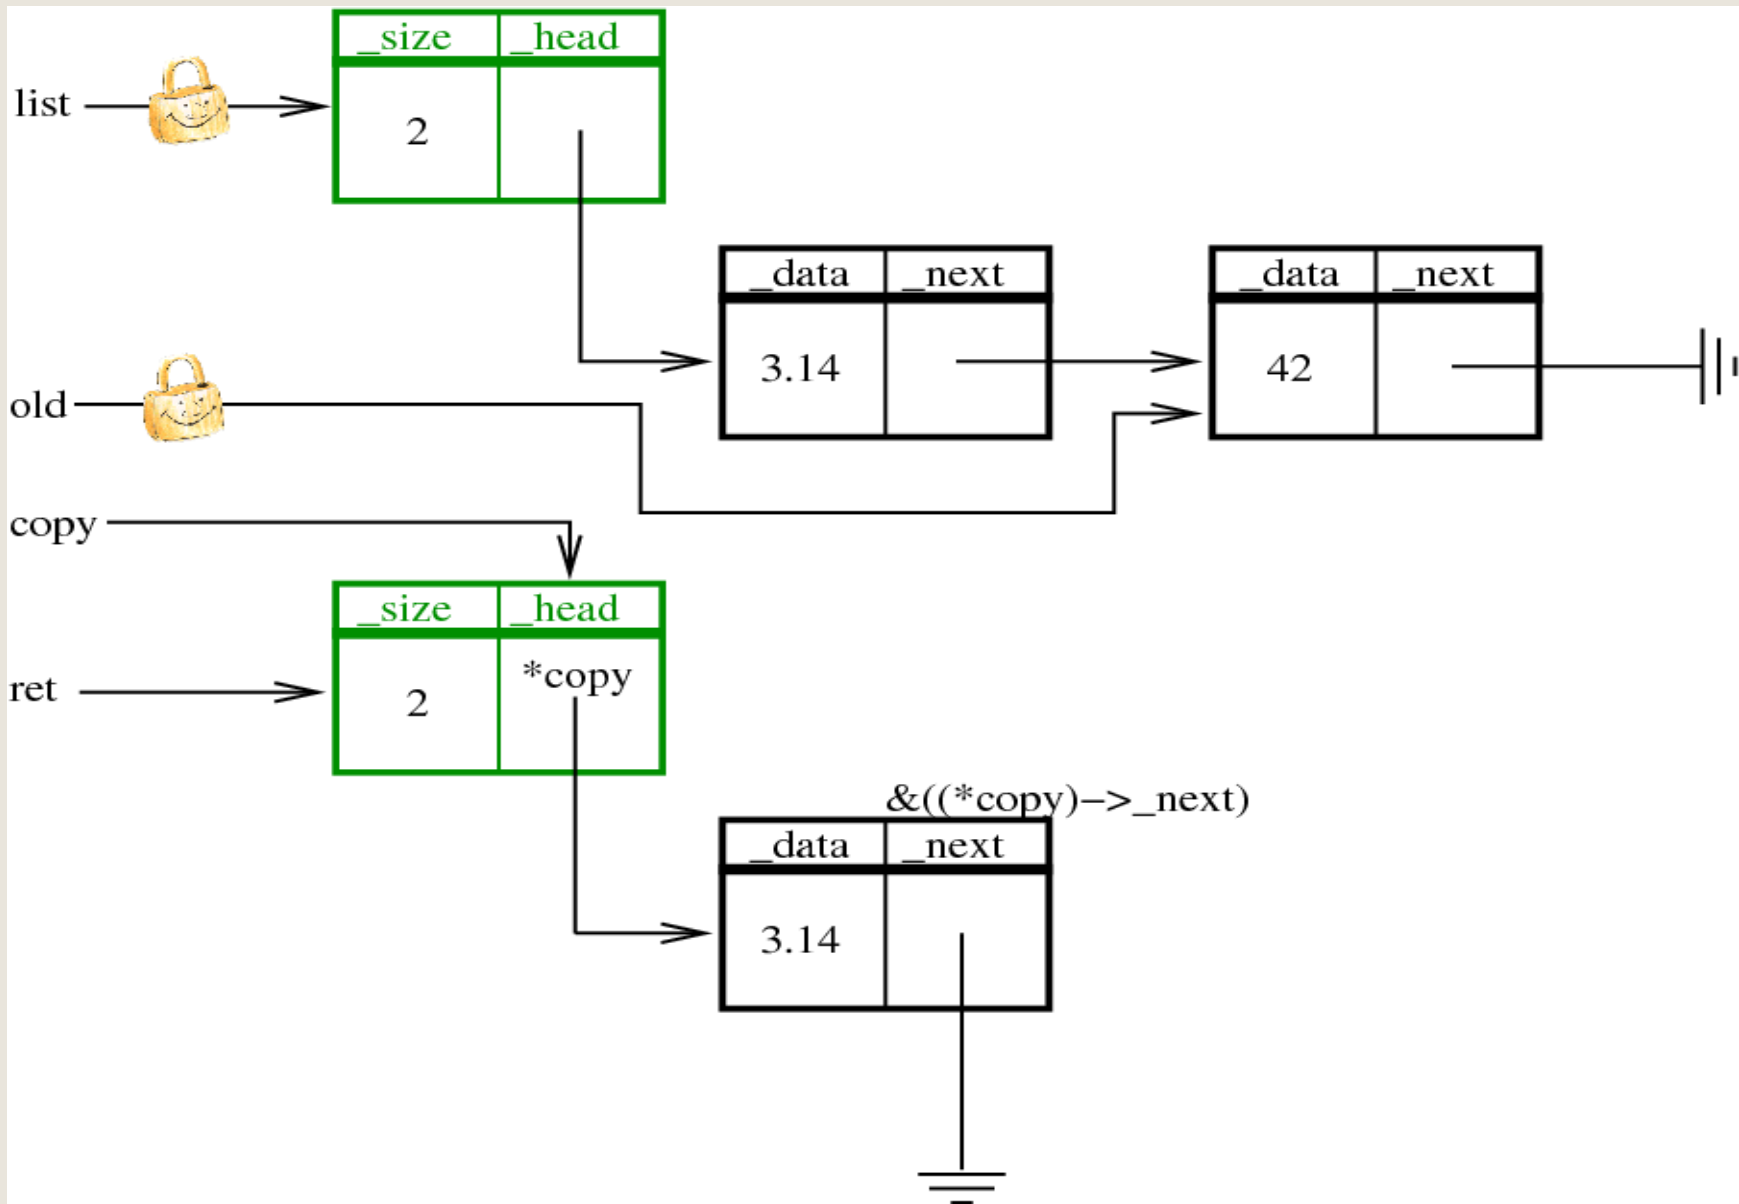 _size _head
list
2
_data _next
_data _next
3.14
42
old
copy
_size _head
*copy
ret
2
&((*copy)−>_next)
_data _next
3.14